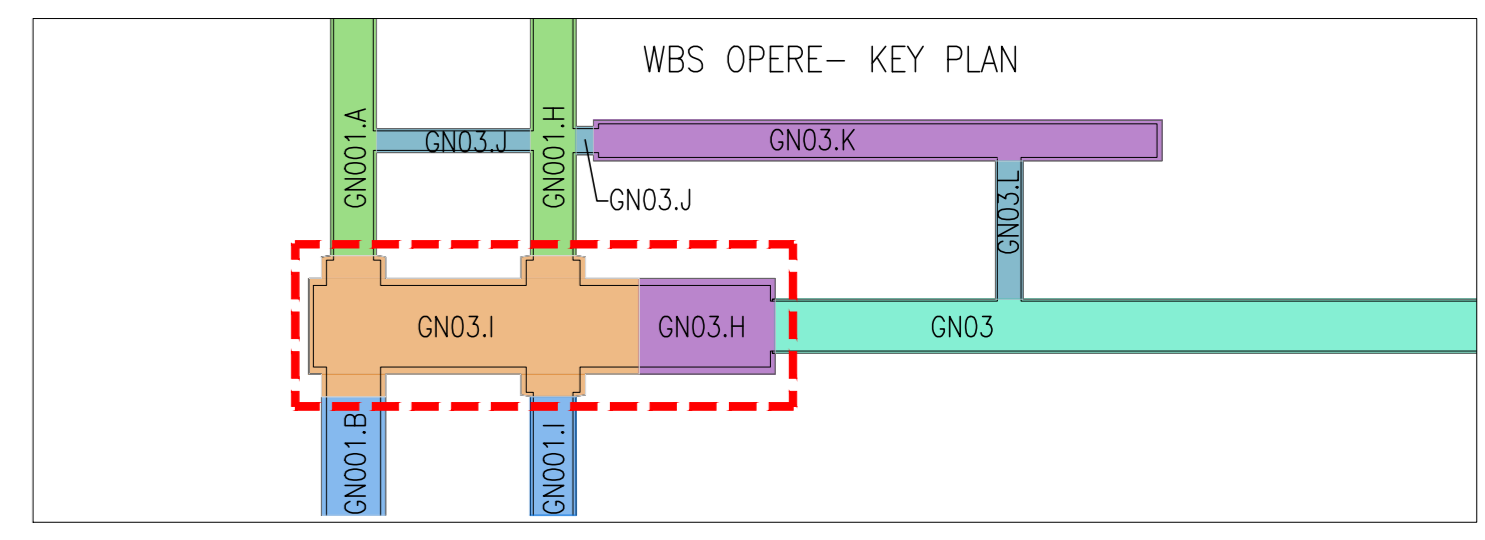 WBS OPERE- KEY PLAN
GN001.A
GN03.J
GN001.H
GN03.K
GN03.J
GN03.L
GN03.I
GN03.H
GN03
GN001.B
GN001.I